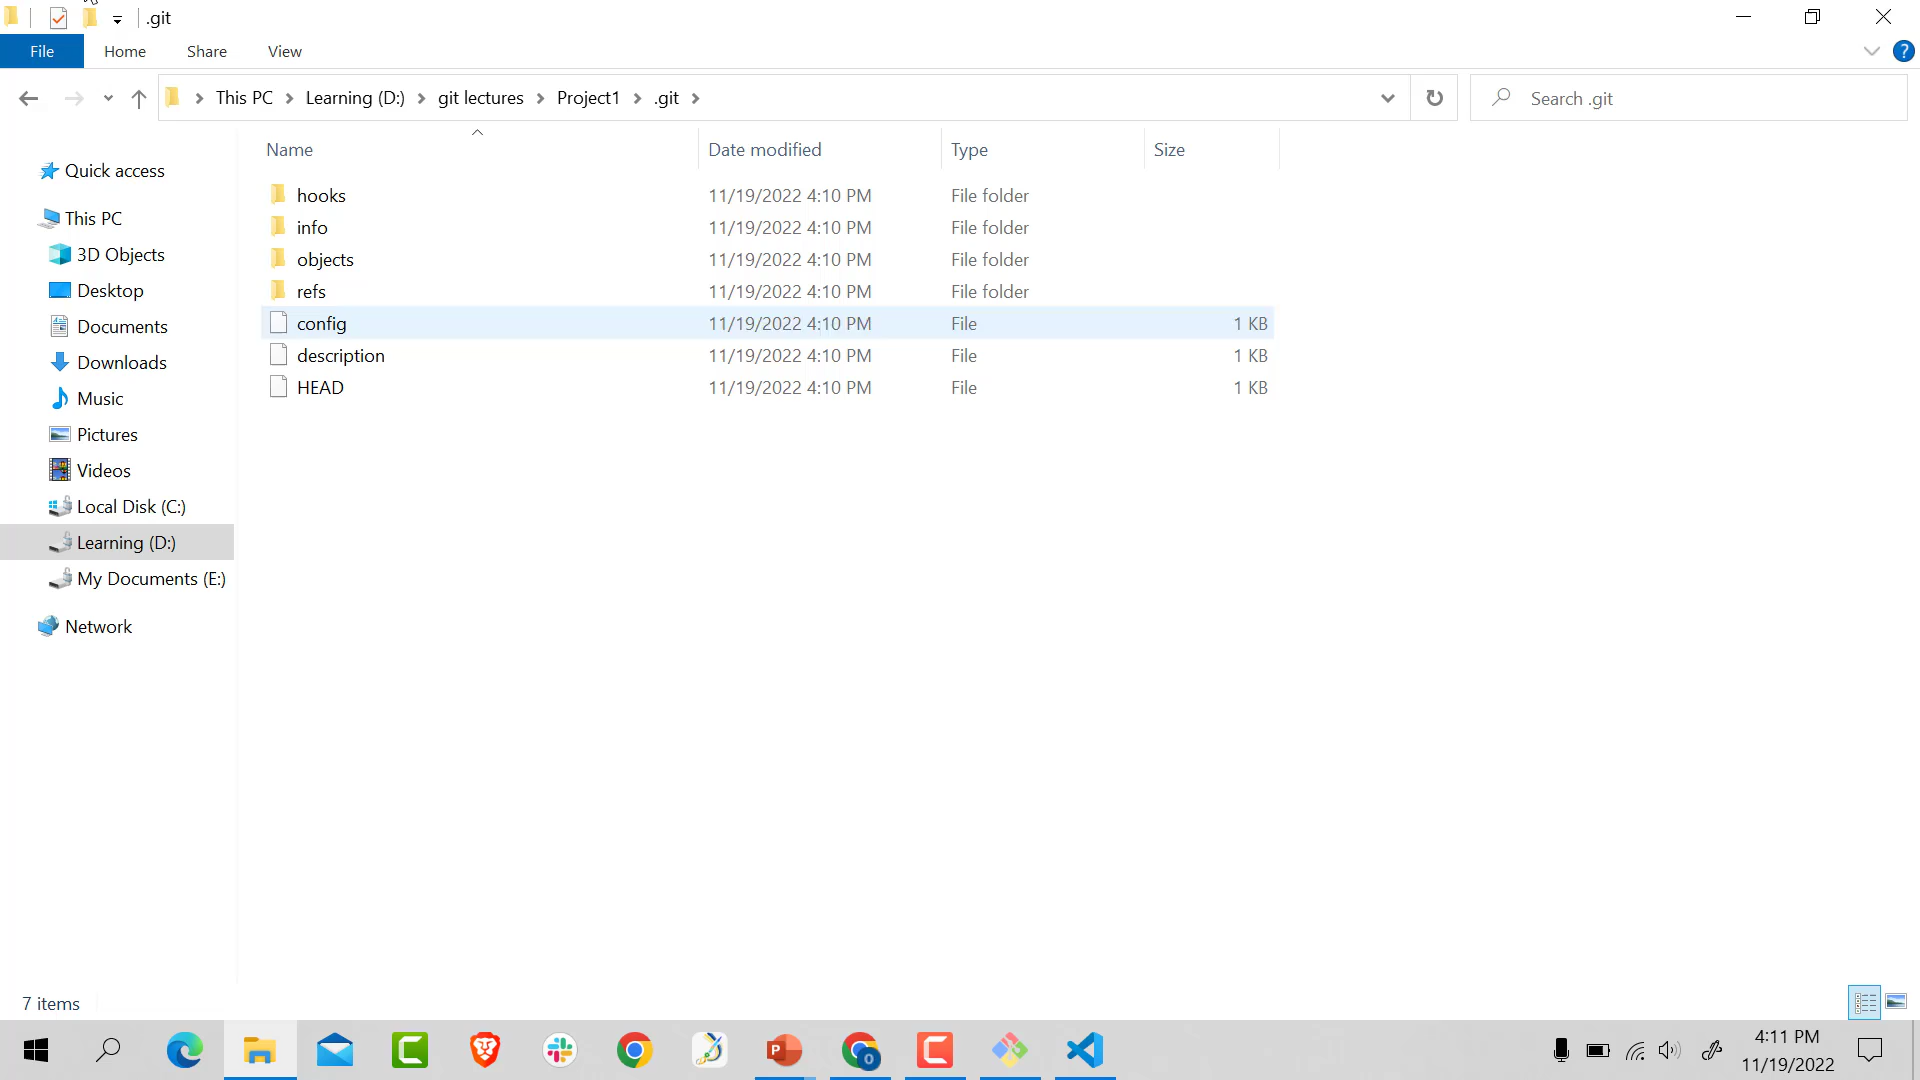 .git
File Home Share View
This PC Learning (D:) git lectures Project1 .git
Search .git
Name Date modified Type Size
hooks 11/19/2022 4:10 PM File folder
info 11/19/2022 4:10 PM File folder
objects 11/19/2022 4:10 PM File folder
refs 11/19/2022 4:10 PM File folder
config 11/19/2022 4:10 PM File 1 KB
description 11/19/2022 4:10 PM File 1 KB
HEAD 11/19/2022 4:10 PM File 1 KB
Quick access
This PC
3D Objects
Desktop
Documents
Downloads
Music
Pictures
Videos
Local Disk (C:)
Learning (D:)
My Documents (E:)
Network
7 items
4:11 PM
11/19/2022